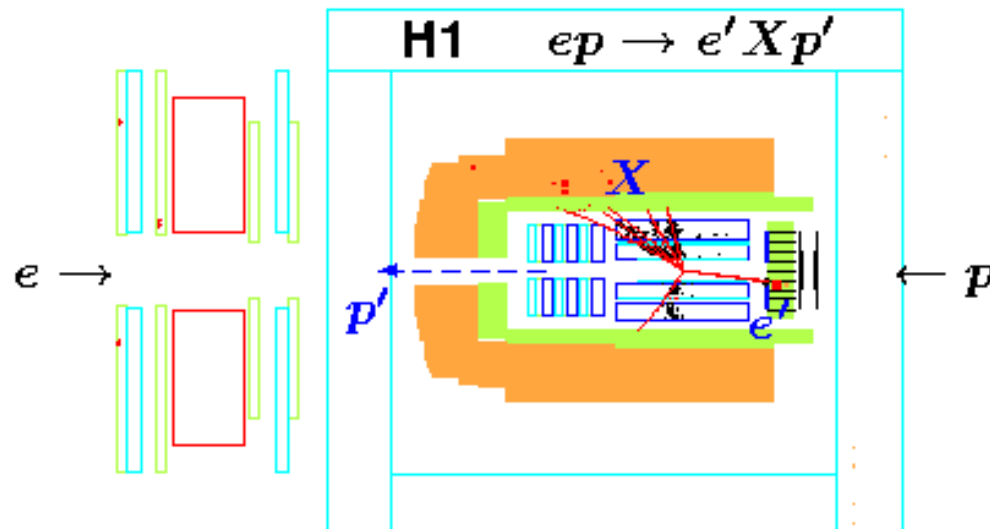 H1 ep → e′Xp′
X
e →
← p
p′
e′